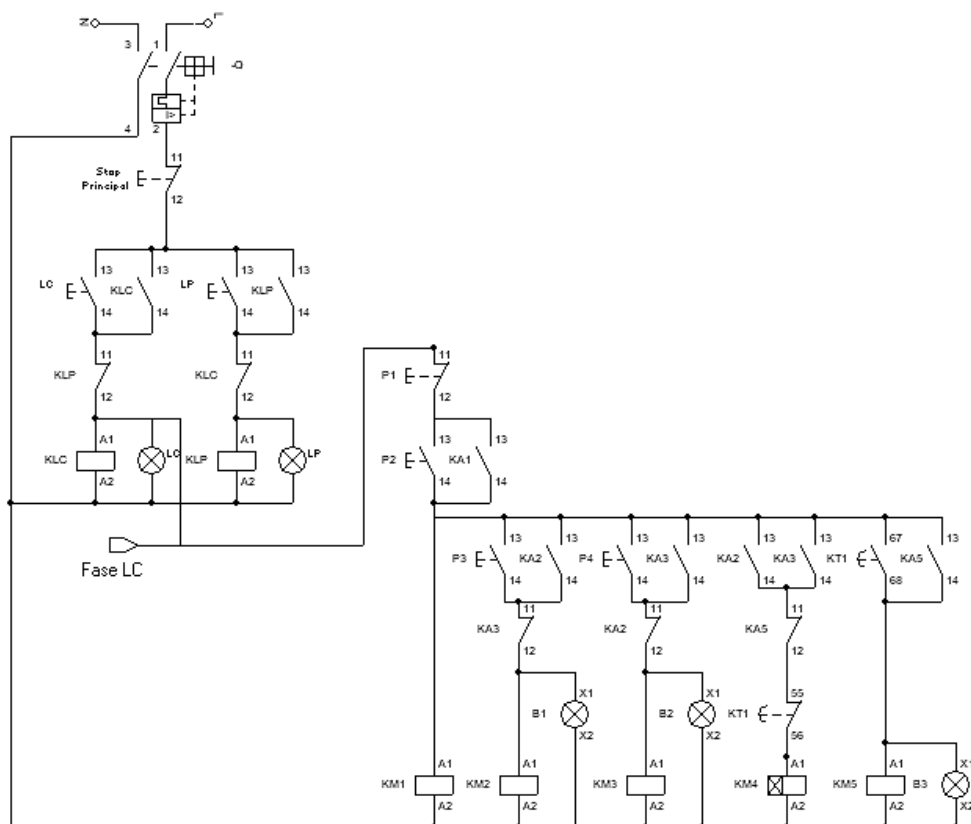 N L
3 1
-Q
I>
4 2
11
Stop
Principal
12
13 13 13 13
LC KLC LP KLP
14 14 14 14
11 11
KLP KLC
12 12
A1 A1
KLC LC KLP LP
A2 A2
Fase LC
11
P1
12
13 13
P2 KA1
14 14
13 13 13 13 13 13 67 13
P3 KA2 P4 KA3 KA2 KA3 KT1 KA5
14 14 14 14 14 14 68 14
11 11 11
KA3 KA2 KA5
12 12 12
X1 X1 55
B1 B2 KT1
X2 X2 56
A1 A1 A1 A1 A1 X1
KM1 KM2 KM3 KM4 KM5 B3
A2 A2 A2 A2 A2 X2